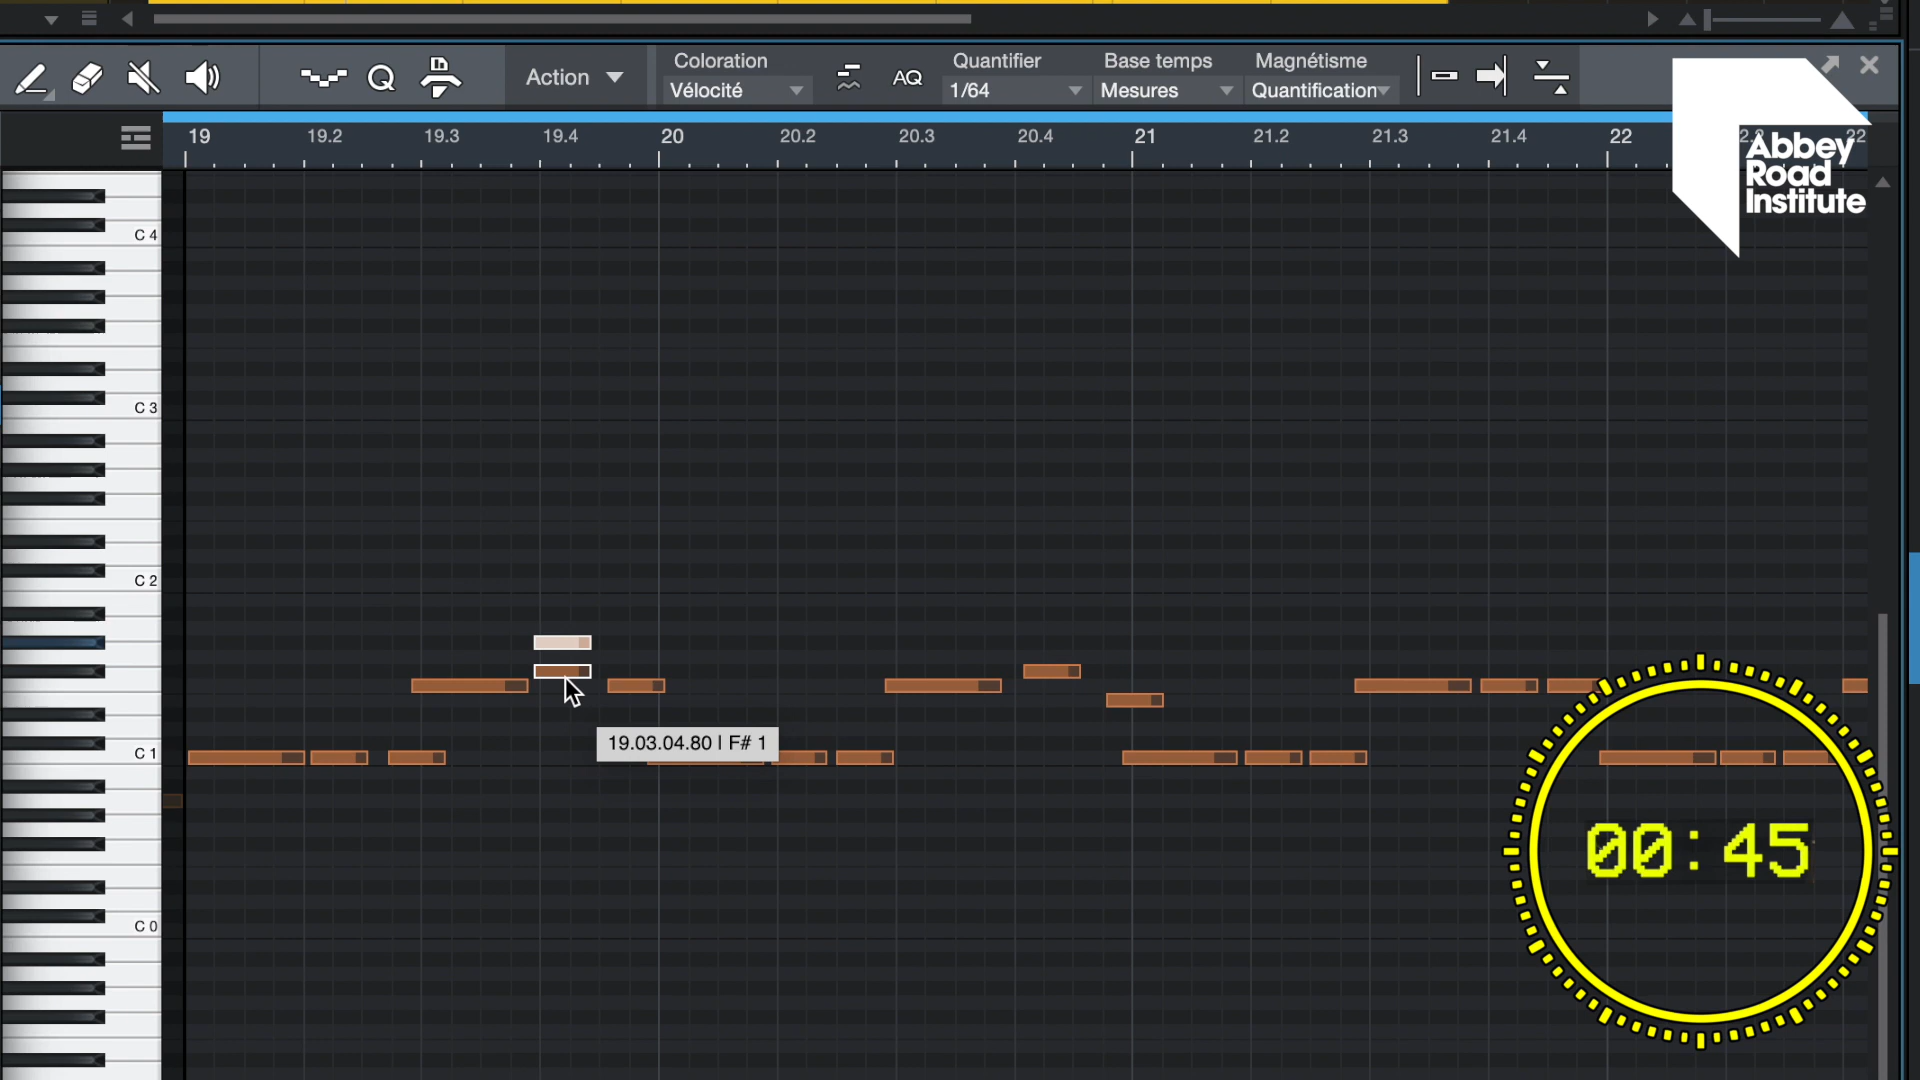 Action
Coloration
Vélocité
AQ
Quantifier
1/64
Base temps
Mesures
Magnétisme
Quantification
19
19.2
19.3
19.4
20
20.2
20.3
20.4
21
21.2
21.3
21.4
22
22
Abbey
Road
Institute
C 4
C 3
C 2
C 1
C 0
19.03.04.80 | F# 1
00:45